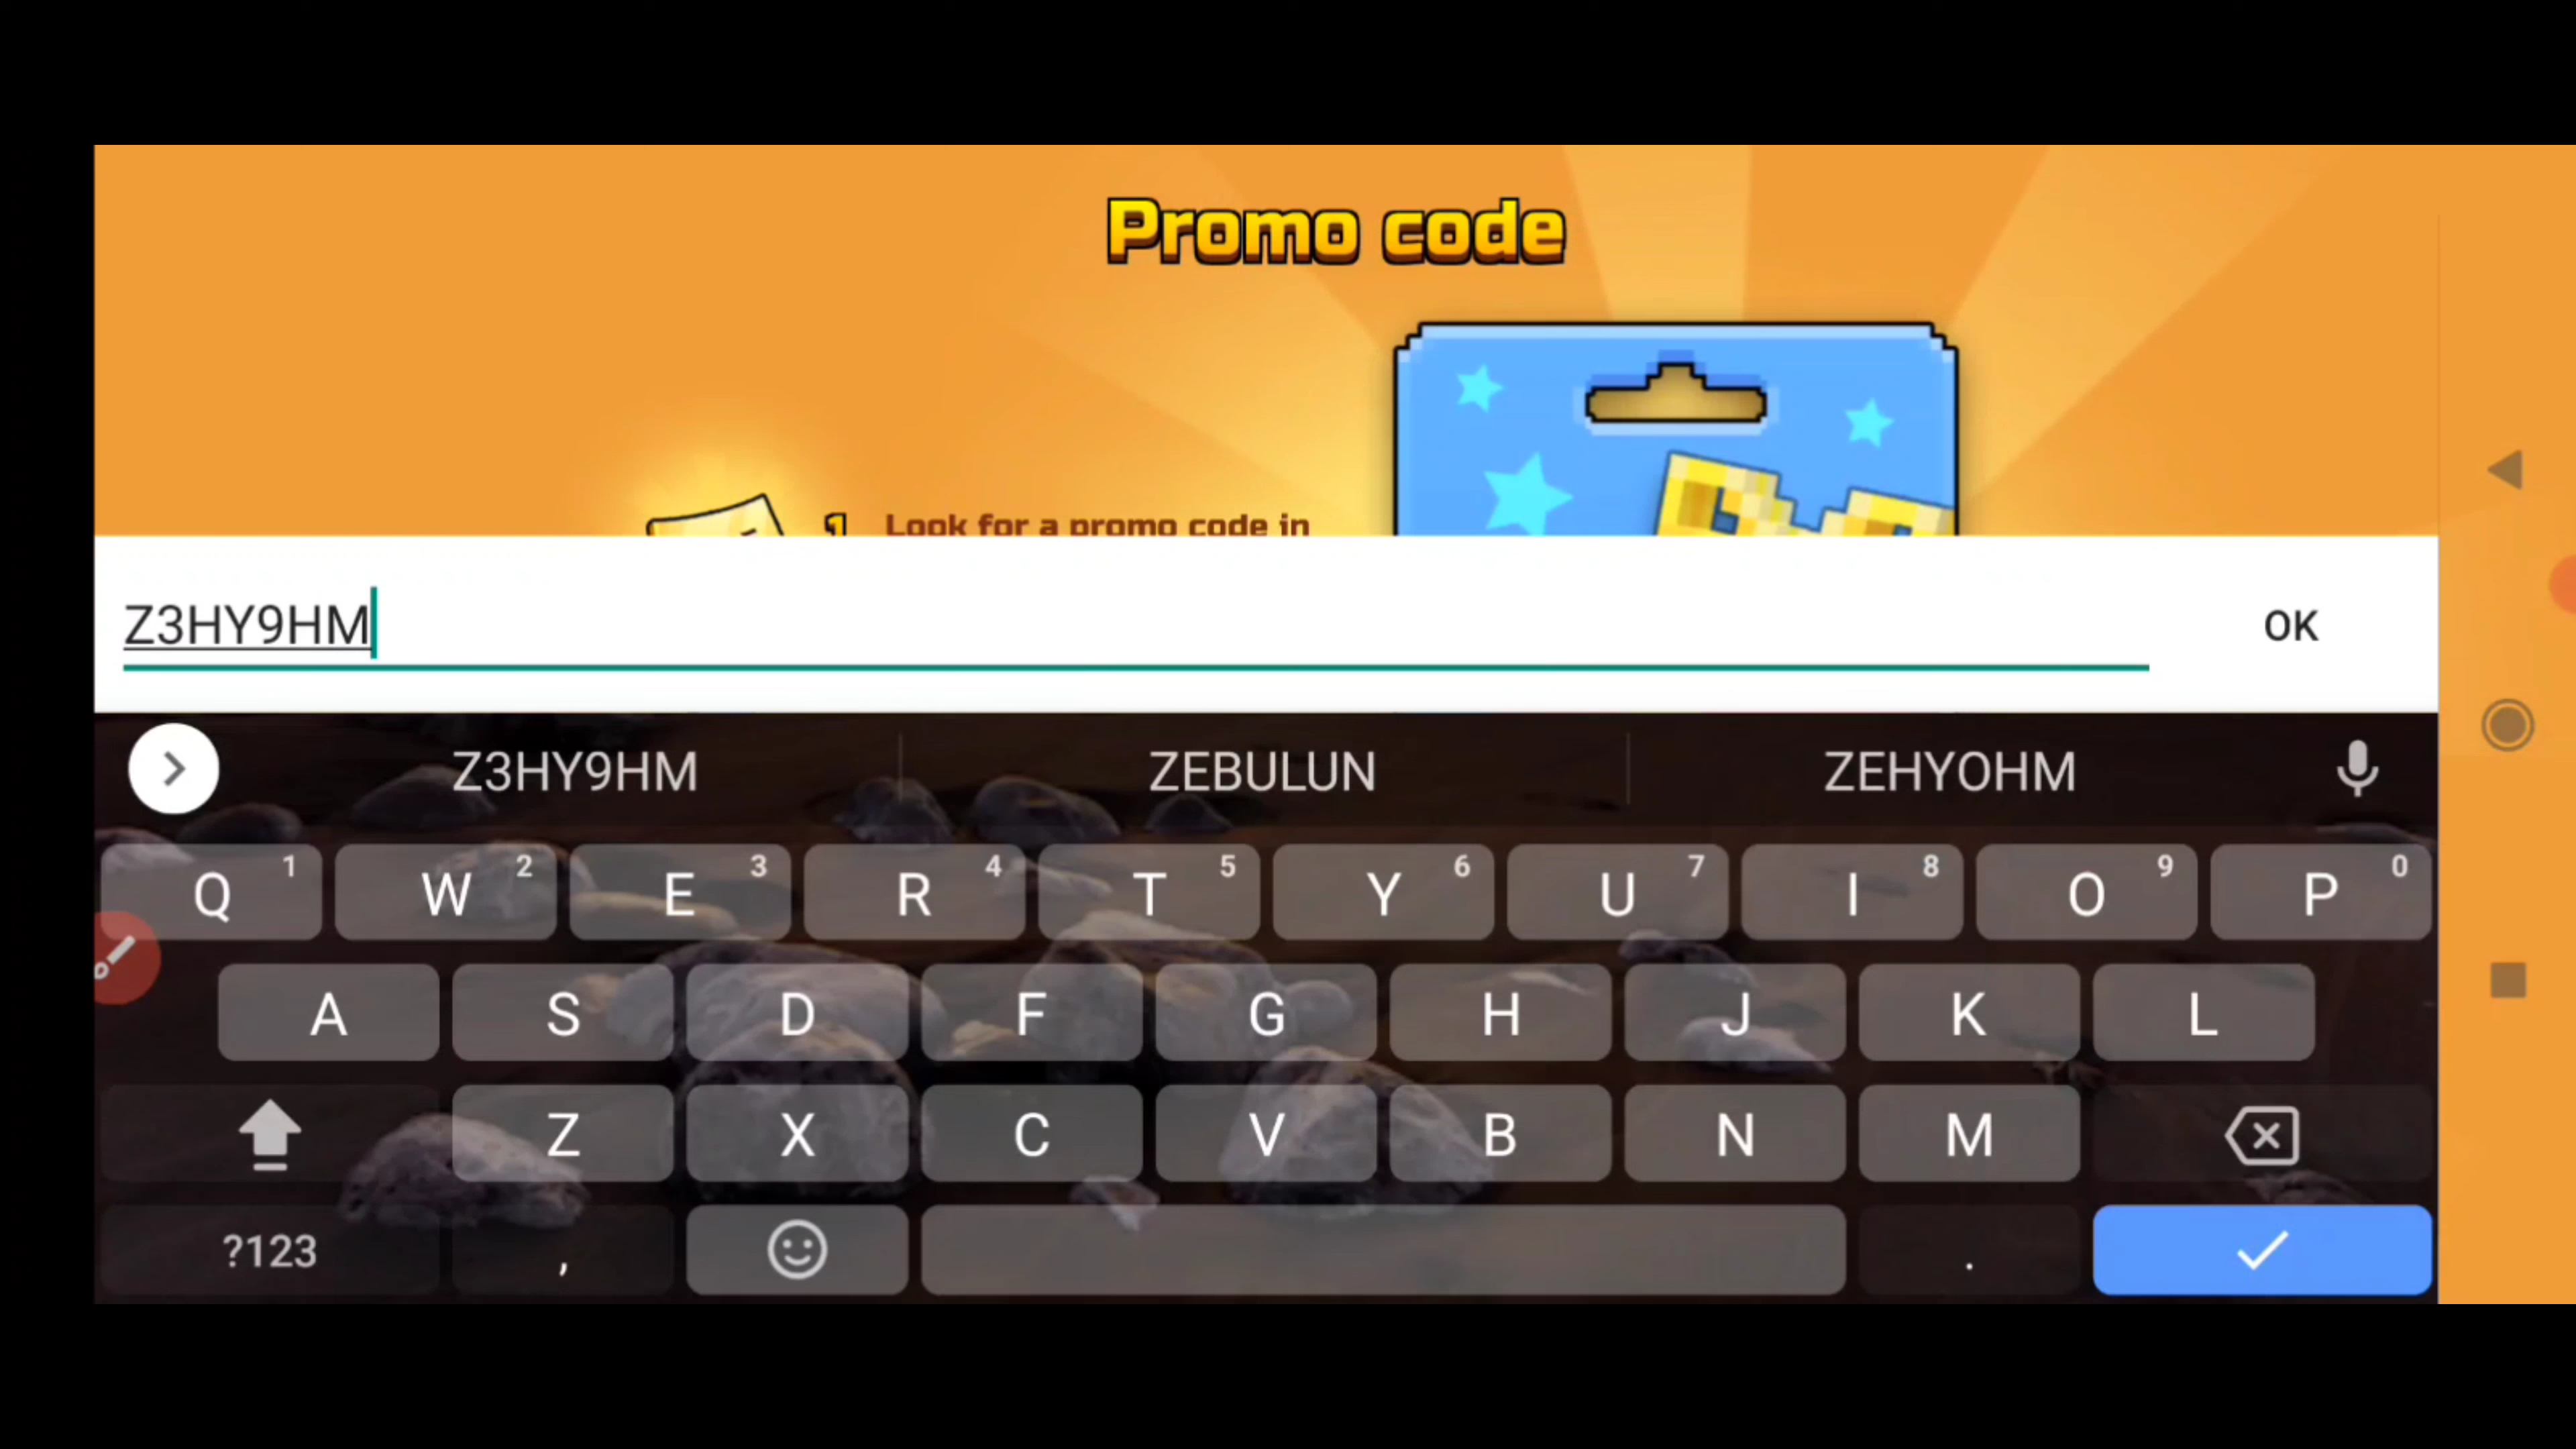 Promo code
1 Look for a promo code in
Z3HY9HM OK
Z3HY9HM ZEBULUN ZEHYOHM
Q 1 W 2 E 3 R 4 T 5 Y 6 U 7 I 8 O 9 P 0
A S D F G H J K L
Z X C V B N M
?123 , .